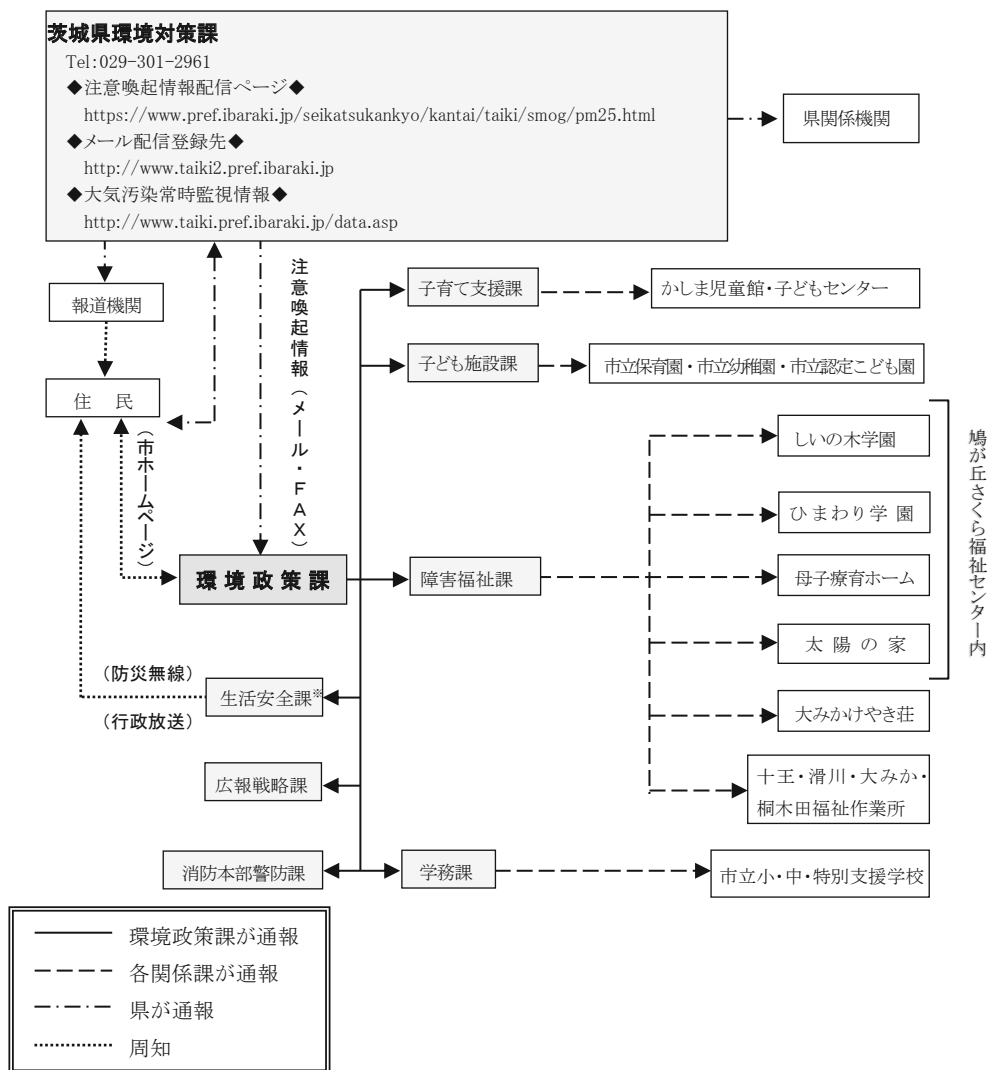 茨城県環境対策課
Tel:029-301-2961
◆注意喚起情報配信ページ◆
https://www.pref.ibaraki.jp/seikatsukankyo/kantai/taiki/smog/pm25.html
◆メール配信登録先◆
http://www.taiki2.pref.ibaraki.jp
◆大気汚染常時監視情報◆
http://www.taiki.pref.ibaraki.jp/data.asp
県関係機関
報道機関
住 民
(市ホームページ)
注意喚起情報(メール・FAX)
環境政策課
子育て支援課
かしま児童館・子どもセンター
子ども施設課
市立保育園・市立幼稚園・市立認定こども園
障害福祉課
しいの木学園
ひまわり学 園
母子療育ホーム
太 陽 の 家
鳩が丘さくら福祉センター内
大みかけやき荘
十王・滑川・大みか・
桐木田福祉作業所
(防災無線)
(行政放送)
生活安全課※
広報戦略課
消防本部警防課
学務課
市立小・中・特別支援学校
環境政策課が通報
各関係課が通報
県が通報
周知